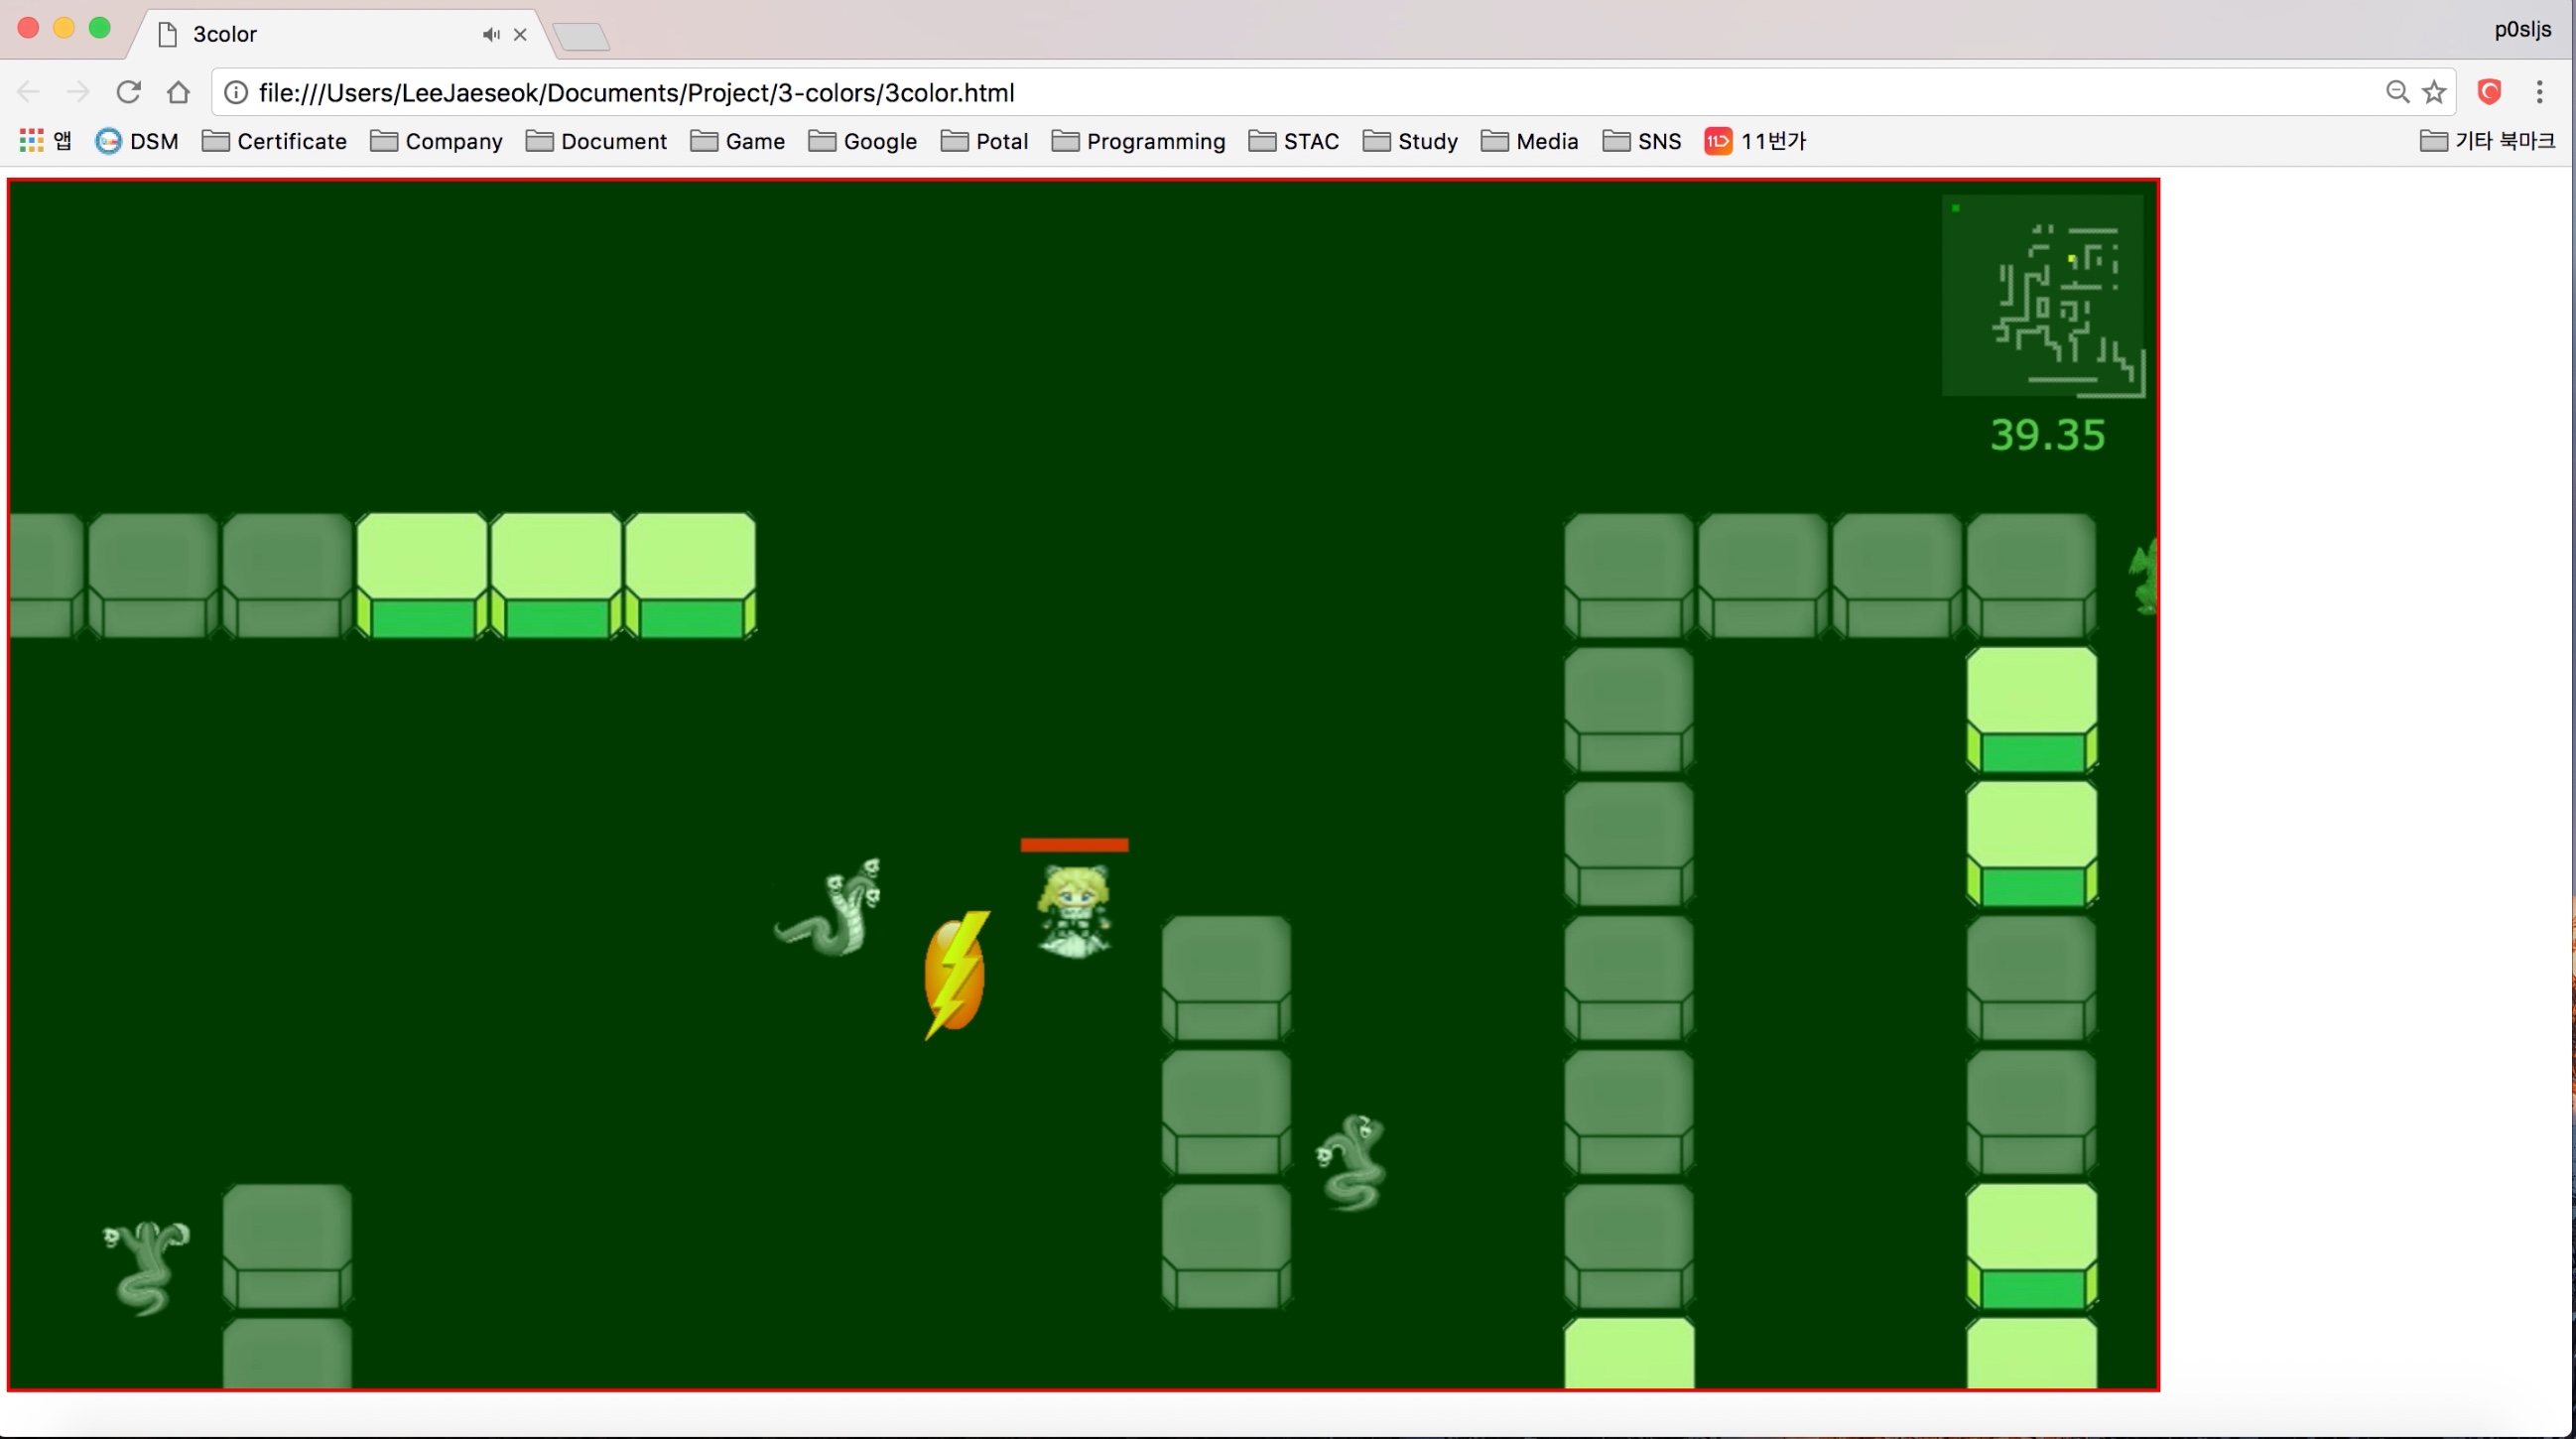 3color
p0sljs
file:///Users/LeeJaeseok/Documents/Project/3-colors/3color.html
앱 DSM Certificate Company Document Game Google Potal Programming STAC Study Media SNS 11번가 기타 북마크
39.35